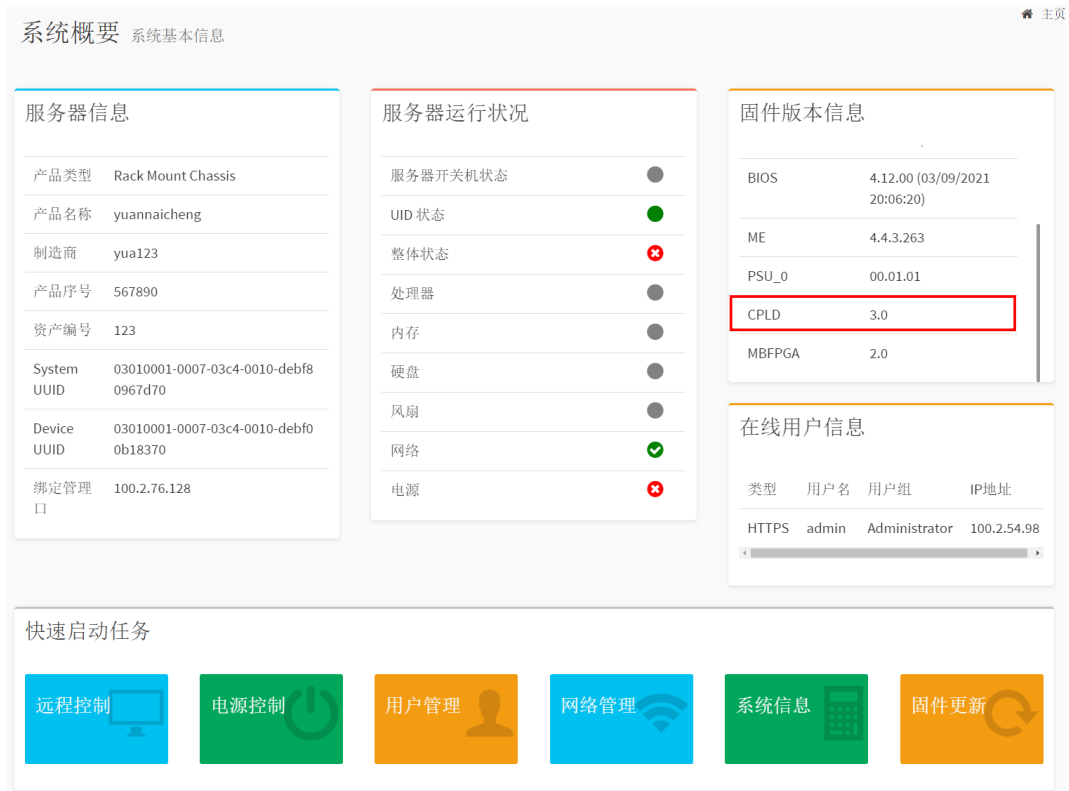 主页
系统概要 系统基本信息
服务器信息
产品类型 Rack Mount Chassis
产品名称 yuannaicheng
制造商 yua123
产品序号 567890
资产编号 123
System 03010001-0007-03c4-0010-debf8
UUID 0967d70
Device 03010001-0007-03c4-0010-debf0
UUID 0b18370
绑定管理 100.2.76.128
口
服务器运行状况
服务器开关机状态
UID 状态
整体状态
处理器
内存
硬盘
风扇
网络
电源
固件版本信息
BIOS 4.12.00 (03/09/2021
20:06:20)
ME 4.4.3.263
PSU_0 00.01.01
CPLD 3.0
MBFPGA 2.0
在线用户信息
类型 用户名 用户组 IP地址
HTTPS admin Administrator 100.2.54.98
快速启动任务
远程控制 电源控制 用户管理 网络管理 系统信息 固件更新